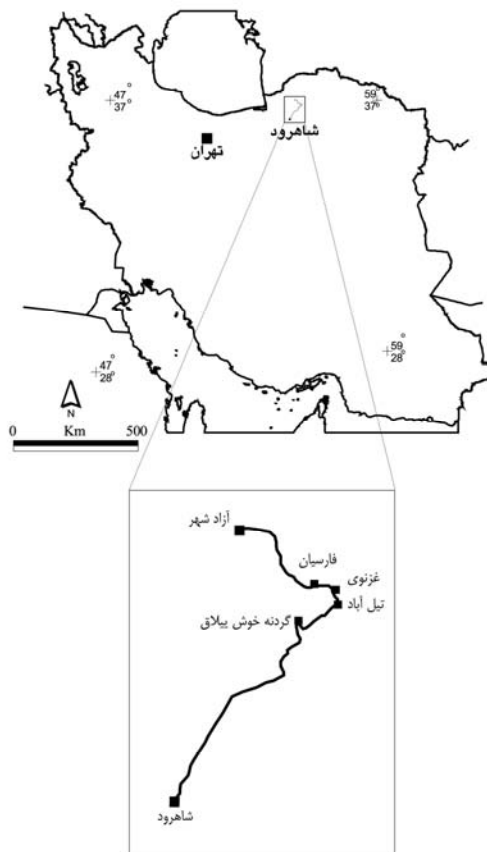 47°
37°
59°
37°
شاهرود
تهران
59°
28°
47°
28°
N
0 Km 500
آزاد شهر
فارسیان
غزنوی
تیل آباد
گردنه خوش ییلاق
شاهرود